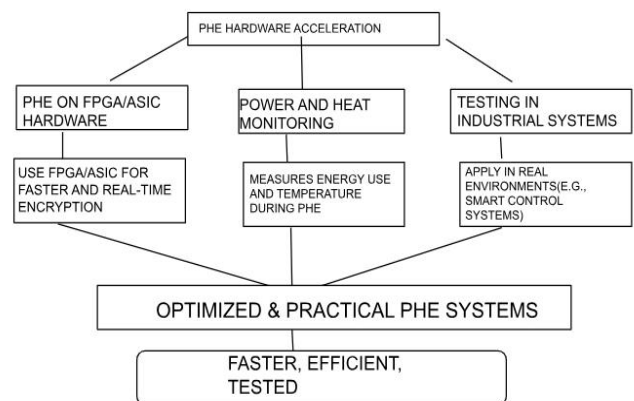 PHE HARDWARE ACCELERATION
PHE ON FPGA/ASIC
HARDWARE
POWER AND HEAT
MONITORING
TESTING IN
INDUSTRIAL SYSTEMS
USE FPGA/ASIC FOR
FASTER AND REAL-TIME
ENCRYPTION
MEASURES ENERGY USE
AND TEMPERATURE
DURING PHE
APPLY IN REAL
ENVIRONMENTS(E.G.,
SMART CONTROL
SYSTEMS)
OPTIMIZED & PRACTICAL PHE SYSTEMS
FASTER, EFFICIENT,
TESTED